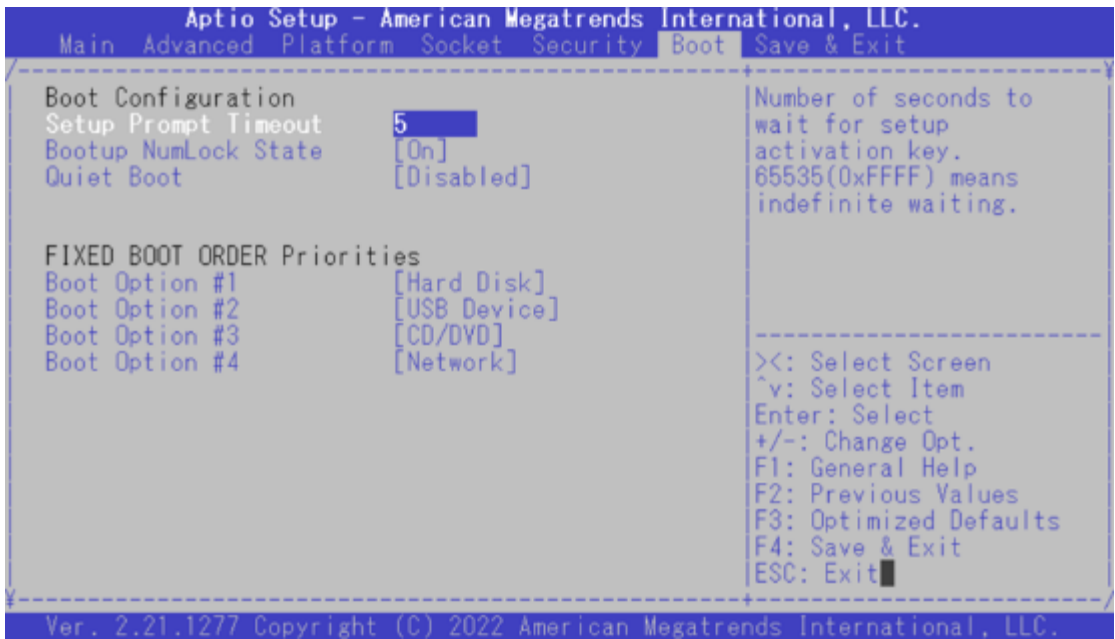 Aptio Setup – American Megatrends International, LLC.
Main Advanced Platform Socket Security Boot Save & Exit
Boot Configuration
Setup Prompt Timeout 5
Bootup NumLock State [On]
Quiet Boot [Disabled]
FIXED BOOT ORDER Priorities
Boot Option #1 [Hard Disk]
Boot Option #2 [USB Device]
Boot Option #3 [CD/DVD]
Boot Option #4 [Network]
Number of seconds to
wait for setup
activation key.
65535(0xFFFF) means
indefinite waiting.
><: Select Screen
^v: Select Item
Enter: Select
+/-: Change Opt.
F1: General Help
F2: Previous Values
F3: Optimized Defaults
F4: Save & Exit
ESC: Exit
Ver. 2.21.1277 Copyright (C) 2022 American Megatrends International, LLC.